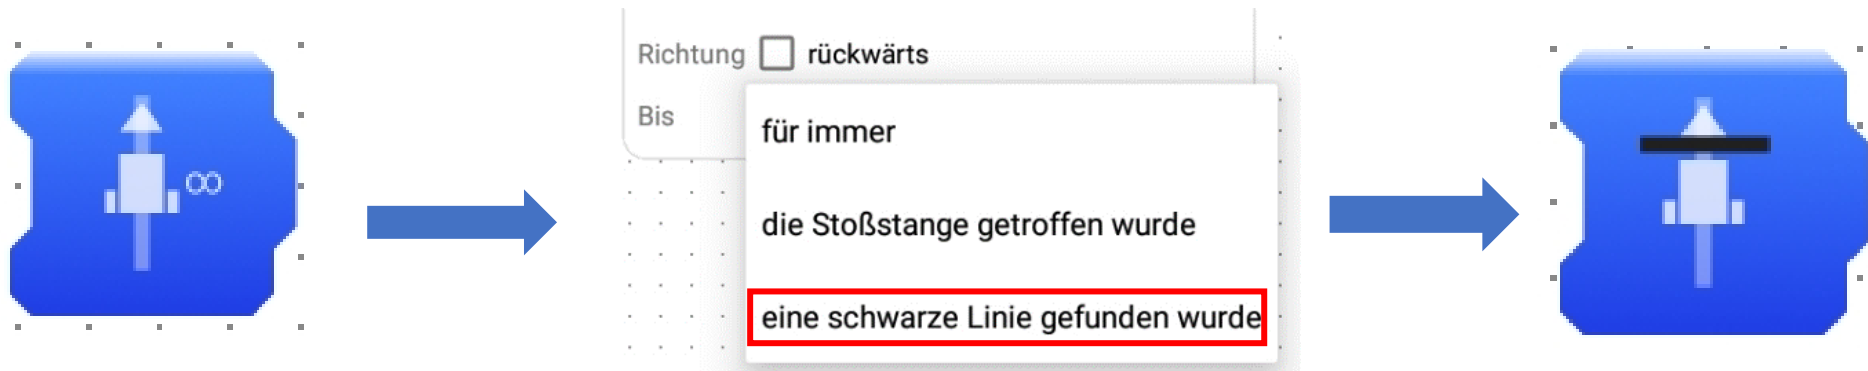 ∞
Richtung rückwärts
Bis
für immer
die Stoßstange getroffen wurde
eine schwarze Linie gefunden wurde